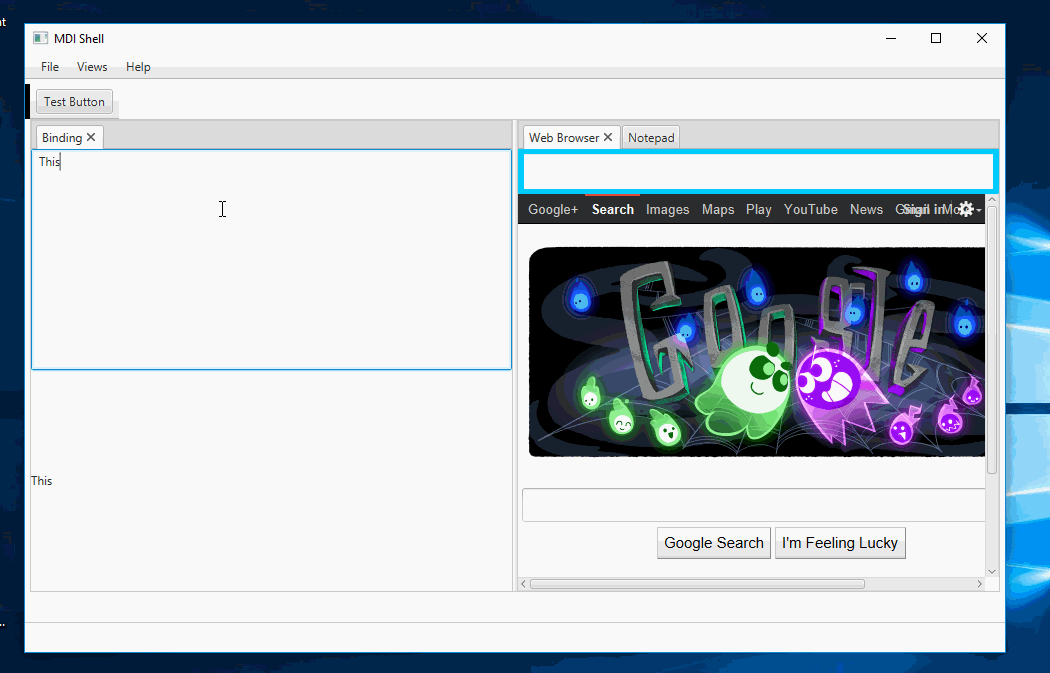 nt
MDI Shell
File Views Help
Test Button
Binding
This
This
Web Browser Notepad
Google+ Search Images Maps Play YouTube News Sign in
Google
Google Search I'm Feeling Lucky
..